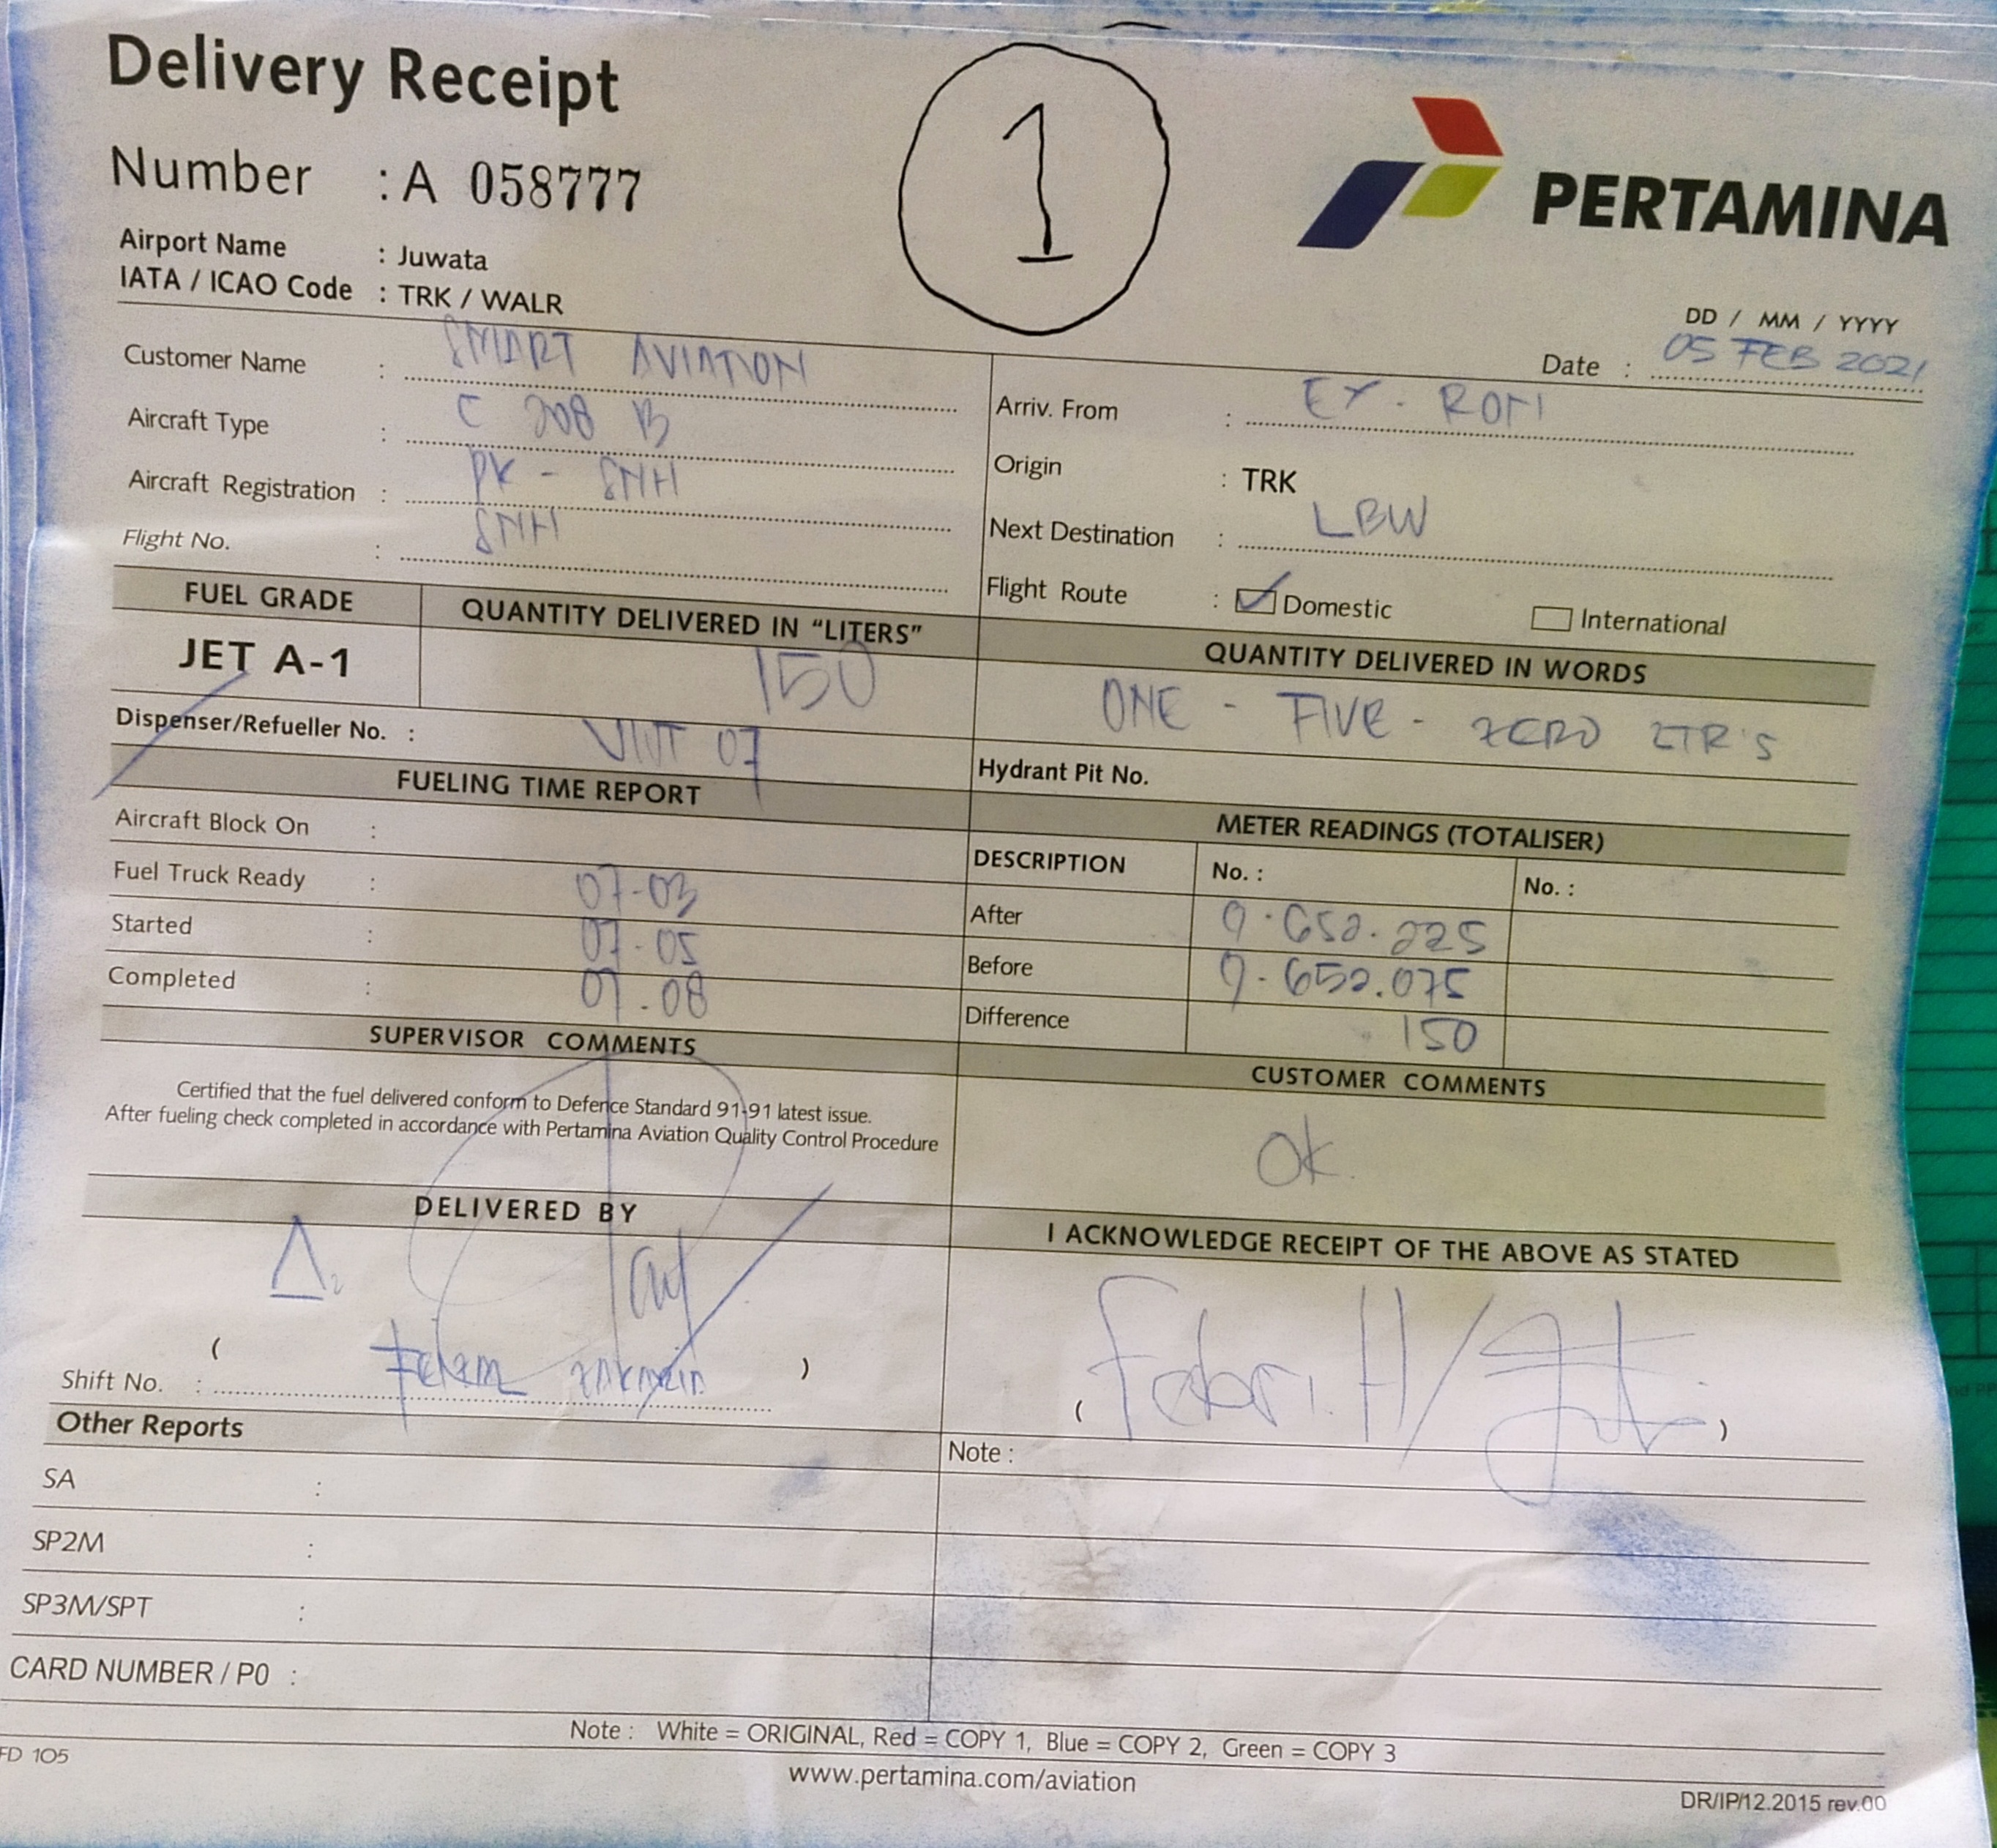 Delivery Receipt
1
Number : A 058777
PERTAMINA
Airport Name : Juwata
IATA / ICAO Code : TRK / WALR
DD / MM / YYYY
Date : 05 FEB 2021
Customer Name : SMART AVIATION
Aircraft Type : C 208 B
Aircraft Registration : PK - SNH
Flight No. : SNH
Arriv. From : EX - RON
Origin : TRK
Next Destination : LBW
Flight Route : Domestic International
FUEL GRADE QUANTITY DELIVERED IN "LITERS" QUANTITY DELIVERED IN WORDS
JET A-1 150 ONE - FIVE - ZERO LTR'S
Dispenser/Refueller No. : 07
Hydrant Pit No.
FUELING TIME REPORT
Aircraft Block On :
Fuel Truck Ready : 07-03
Started : 07-05
Completed : 07-08
METER READINGS (TOTALISER)
DESCRIPTION No. : No. :
After 9.652.225
Before 9.652.075
Difference 150
SUPERVISOR COMMENTS
Certified that the fuel delivered conform to Defence Standard 91-91 latest issue.
After fueling check completed in accordance with Pertamina Aviation Quality Control Procedure
CUSTOMER COMMENTS
Ok.
DELIVERED BY
( )
Shift No. :
I ACKNOWLEDGE RECEIPT OF THE ABOVE AS STATED
( Febri. H / )
Other Reports
SA :
SP2M :
SP3M/SPT :
CARD NUMBER / PO :
Note :
Note : White = ORIGINAL, Red = COPY 1, Blue = COPY 2, Green = COPY 3
www.pertamina.com/aviation
FD 105
DR/IP/12.2015 rev.00